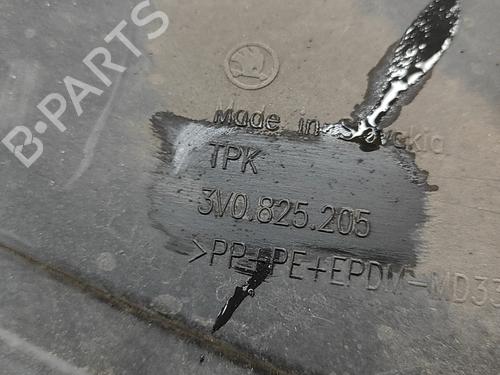 B-PARTS
Made in Slovakia
TPK
3V0.825.205
>PP+PE+EPDM-MD33